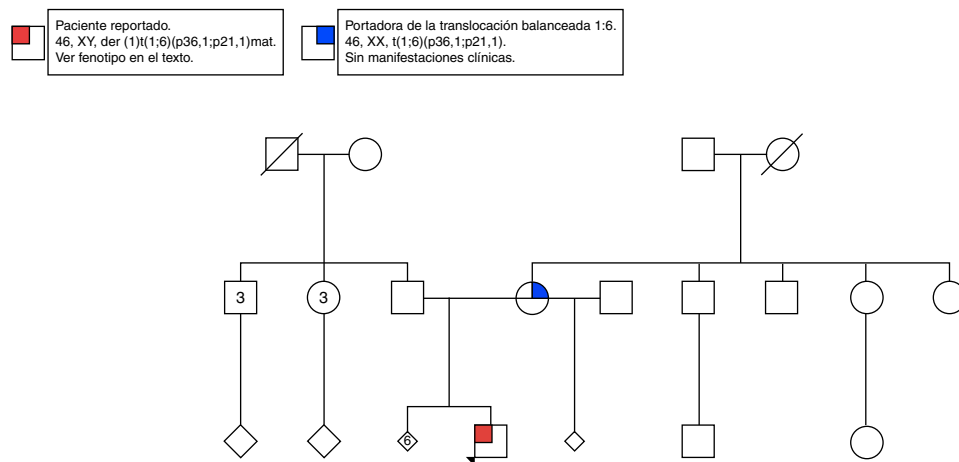 Paciente reportado.
46, XY, der (1)t(1;6)(p36,1;p21,1)mat.
Ver fenotipo en el texto.
Portadora de la translocación balanceada 1:6.
46, XX, t(1;6)(p36,1;p21,1).
Sin manifestaciones clínicas.
3
3
6